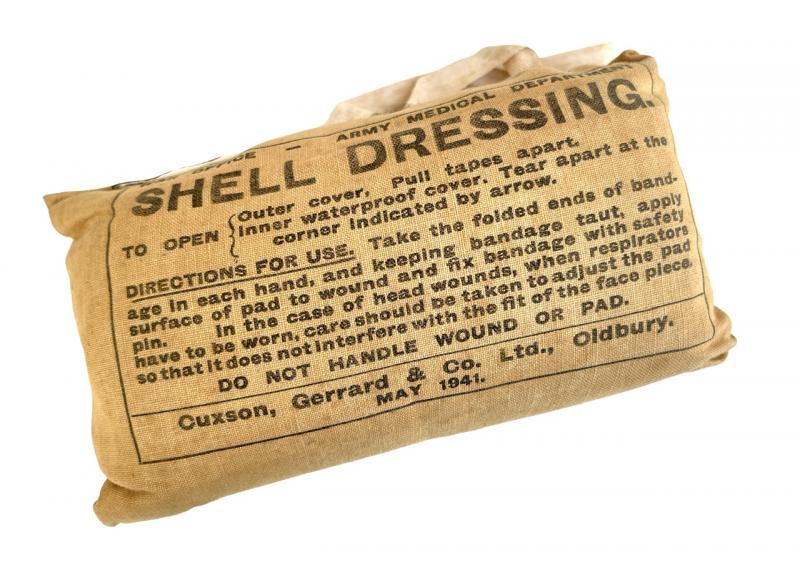 – ARMY MEDICAL DEPARTMENT
SHELL DRESSING.
TO OPEN { Outer cover, Pull tapes apart.
Inner waterproof cover. Tear apart at the
corner indicated by arrow.
DIRECTIONS FOR USE. Take the folded ends of band-
age in each hand, and keeping bandage taut, apply
surface of pad to wound and fix bandage with safety
pin. In the case of head wounds, when respirators
have to be worn, care should be taken to adjust the pad
so that it does not interfere with the fit of the face piece.
DO NOT HANDLE WOUND OR PAD.
Cuxson, Gerrard & Co. Ltd., Oldbury.
MAY 1941.